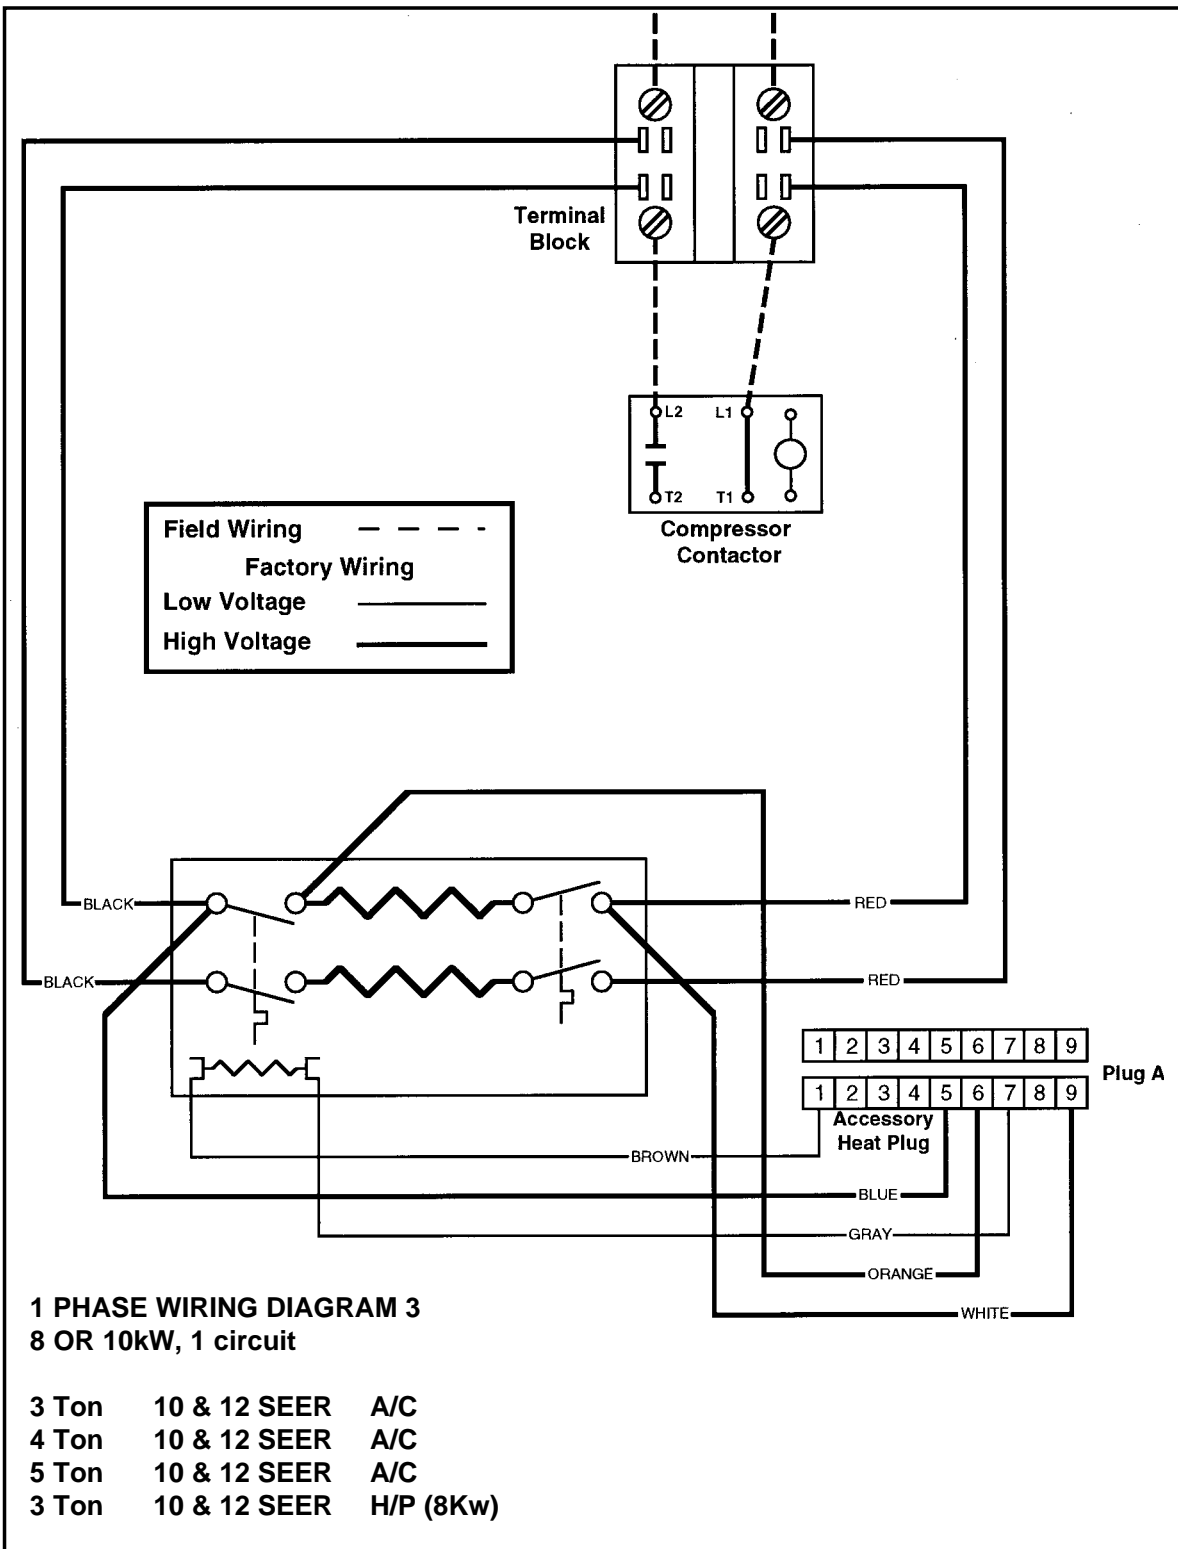 Terminal
Block
L2 L1
T2 T1
Compressor
Contactor
Field Wiring
Factory Wiring
Low Voltage
High Voltage
BLACK
RED
BLACK
RED
1 2 3 4 5 6 7 8 9
Plug A
1 2 3 4 5 6 7 8 9
Accessory
Heat Plug
BROWN
BLUE
GRAY
ORANGE
WHITE
1 PHASE WIRING DIAGRAM 3
8 OR 10kW, 1 circuit
3 Ton 10 & 12 SEER A/C
4 Ton 10 & 12 SEER A/C
5 Ton 10 & 12 SEER A/C
3 Ton 10 & 12 SEER H/P (8Kw)